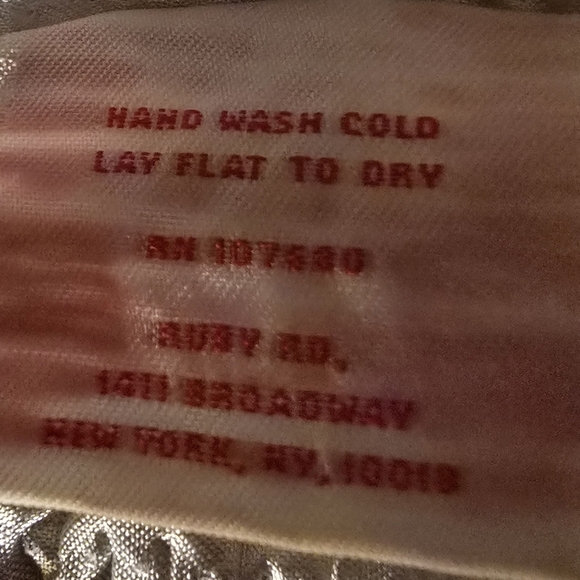 HAND WASH COLD
LAY FLAT TO DRY
RN
RUBY RD,
1411 BROADWAY
NEW YORK, NY, 10018